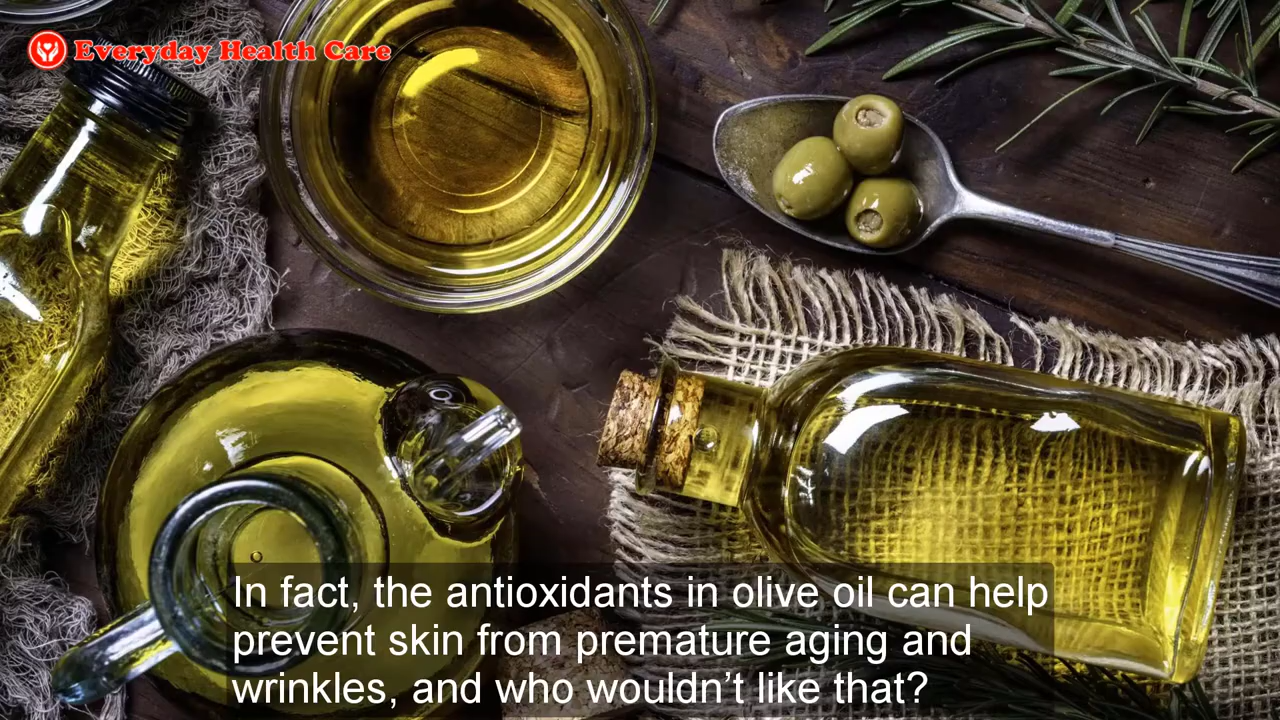 Everyday Health Care
In fact, the antioxidants in olive oil can help
prevent skin from premature aging and
wrinkles, and who wouldn’t like that?